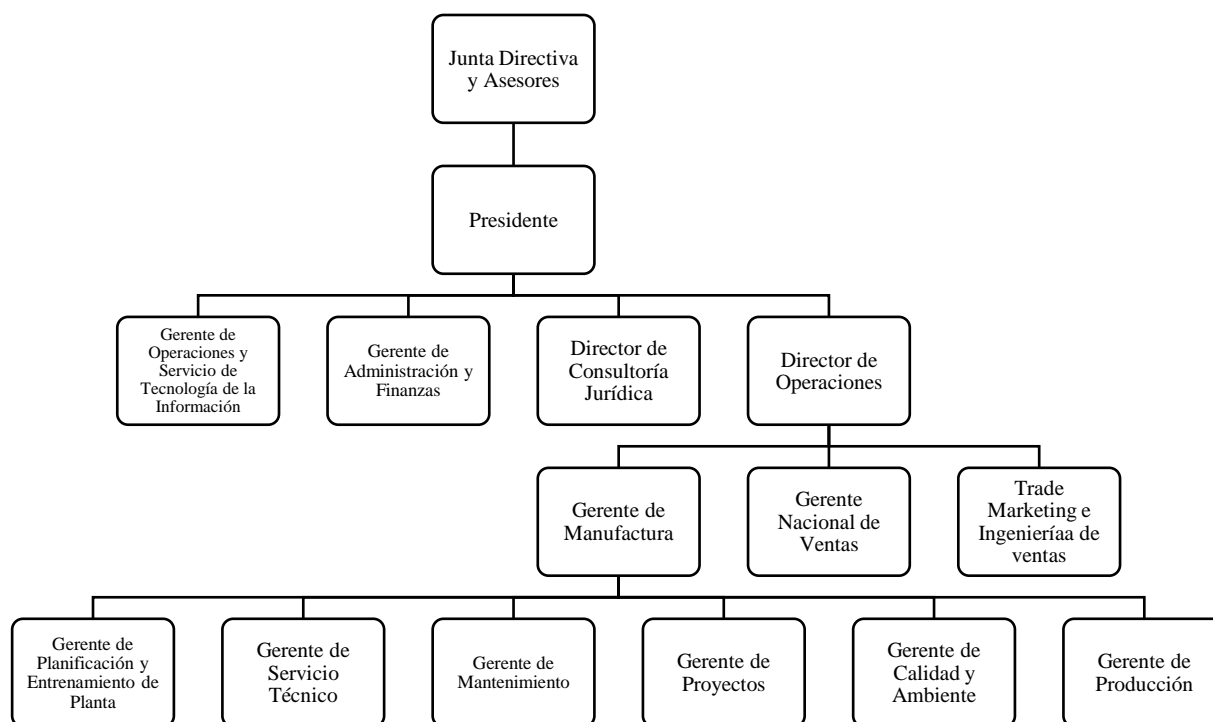 Junta Directiva
y Asesores
Presidente
Gerente de
Operaciones y
Servicio de
Tecnología de la
Información
Gerente de
Administración y
Finanzas
Director de
Consultoría
Jurídica
Director de
Operaciones
Gerente de
Manufactura
Gerente
Nacional de
Ventas
Trade
Marketing e
Ingenieríaa de
ventas
Gerente de
Planificación y
Entrenamiento de
Planta
Gerente de
Servicio
Técnico
Gerente de
Mantenimiento
Gerente de
Proyectos
Gerente de
Calidad y
Ambiente
Gerente de
Producción